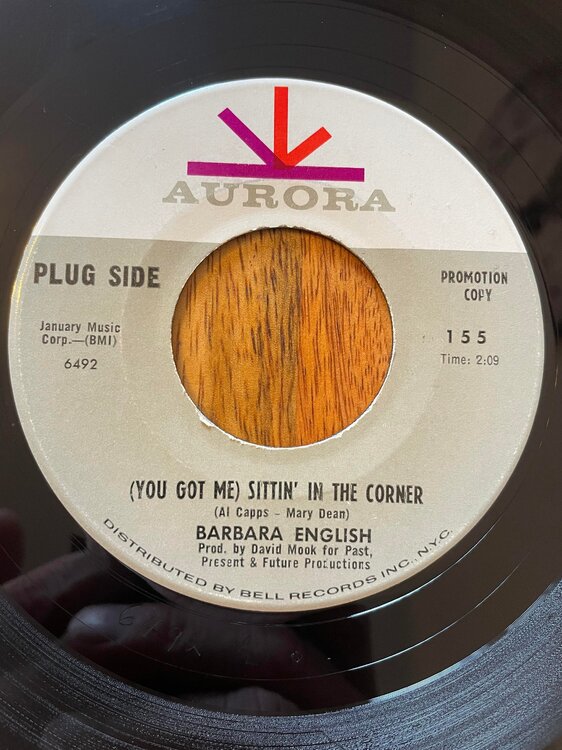 AURORA
PLUG SIDE
PROMOTION
COPY
January Music
Corp.—(BMI)
6492
155
Time: 2:09
(YOU GOT ME) SITTIN' IN THE CORNER
(Al Capps - Mary Dean)
BARBARA ENGLISH
Prod. by David Mook for Past,
Present & Future Productions
DISTRIBUTED BY BELL RECORDS INC., N.Y.C.